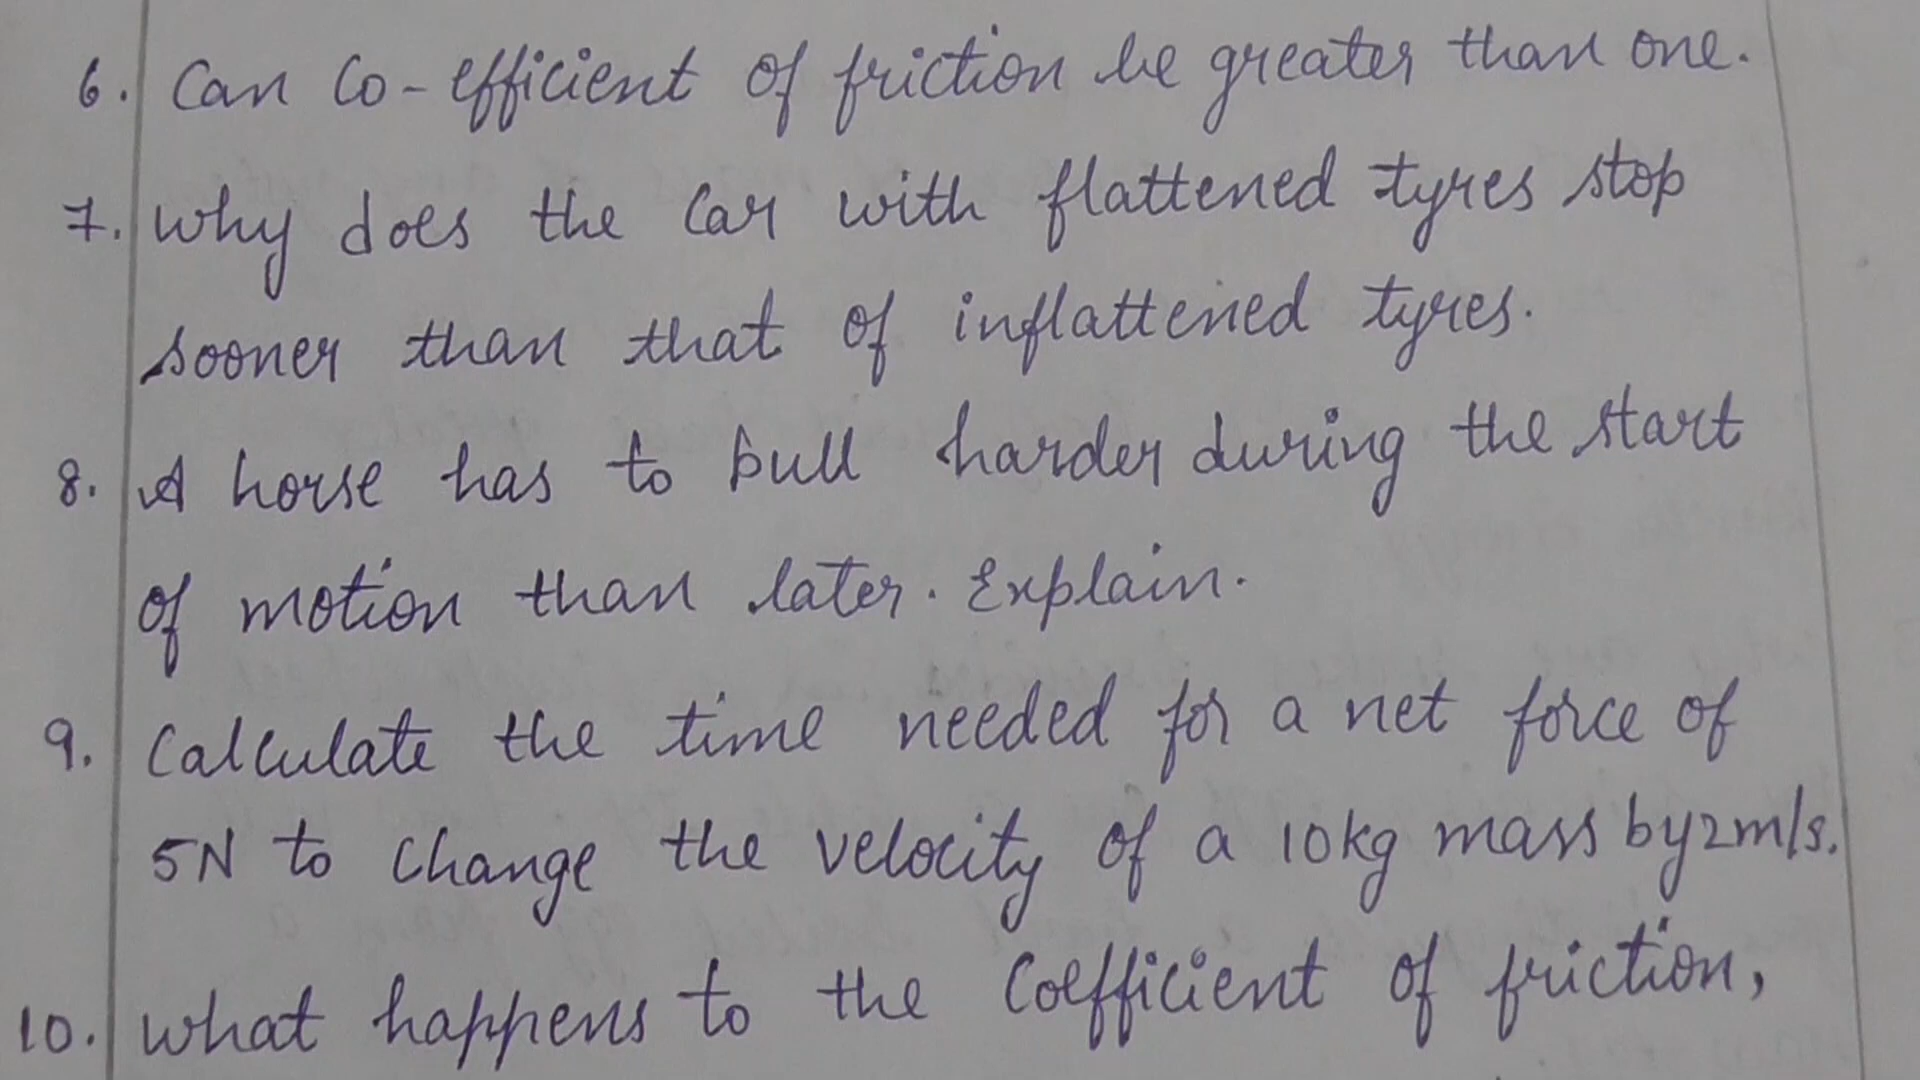 6. Can Co-efficient of friction be greater than one.
7. Why does the Car with flattened tyres stop
sooner than that of inflattened tyres.
8. A horse has to pull harder during the start
of motion than later. Explain.
9. Calculate the time needed for a net force of
5N to change the velocity of a 10kg mass by 2m/s.
10. What happens to the Coefficient of friction,